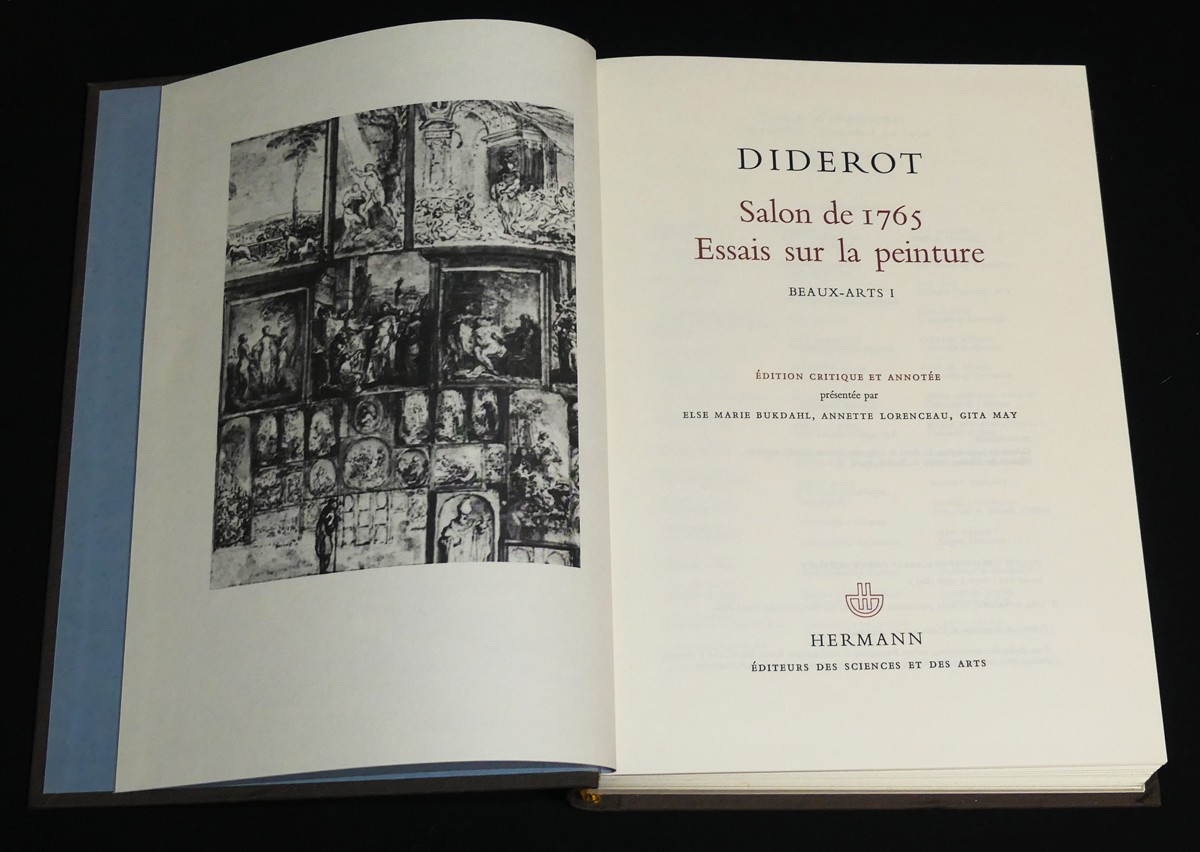 DIDEROT
Salon de 1765
Essais sur la peinture
BEAUX-ARTS I
ÉDITION CRITIQUE ET ANNOTÉE
présentée par
ELSE MARIE BUKDAHL, ANNETTE LORENCEAU, GITA MAY
HERMANN
ÉDITEURS DES SCIENCES ET DES ARTS